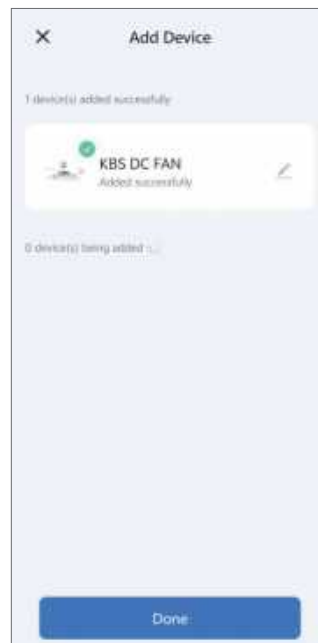 Add Device
1 device(s) added successfully
KBS DC FAN
Added successfully
0 device(s) being added
Done